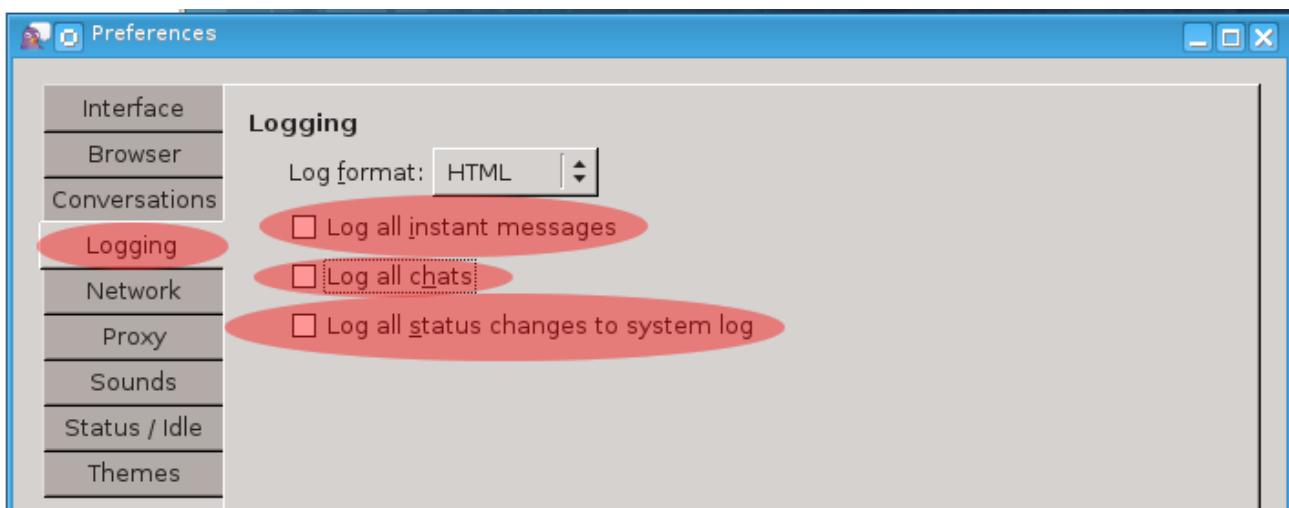 Preferences
Interface
Browser
Conversations
Logging
Network
Proxy
Sounds
Status / Idle
Themes
Logging
Log format: HTML
Log all instant messages
Log all chats
Log all status changes to system log